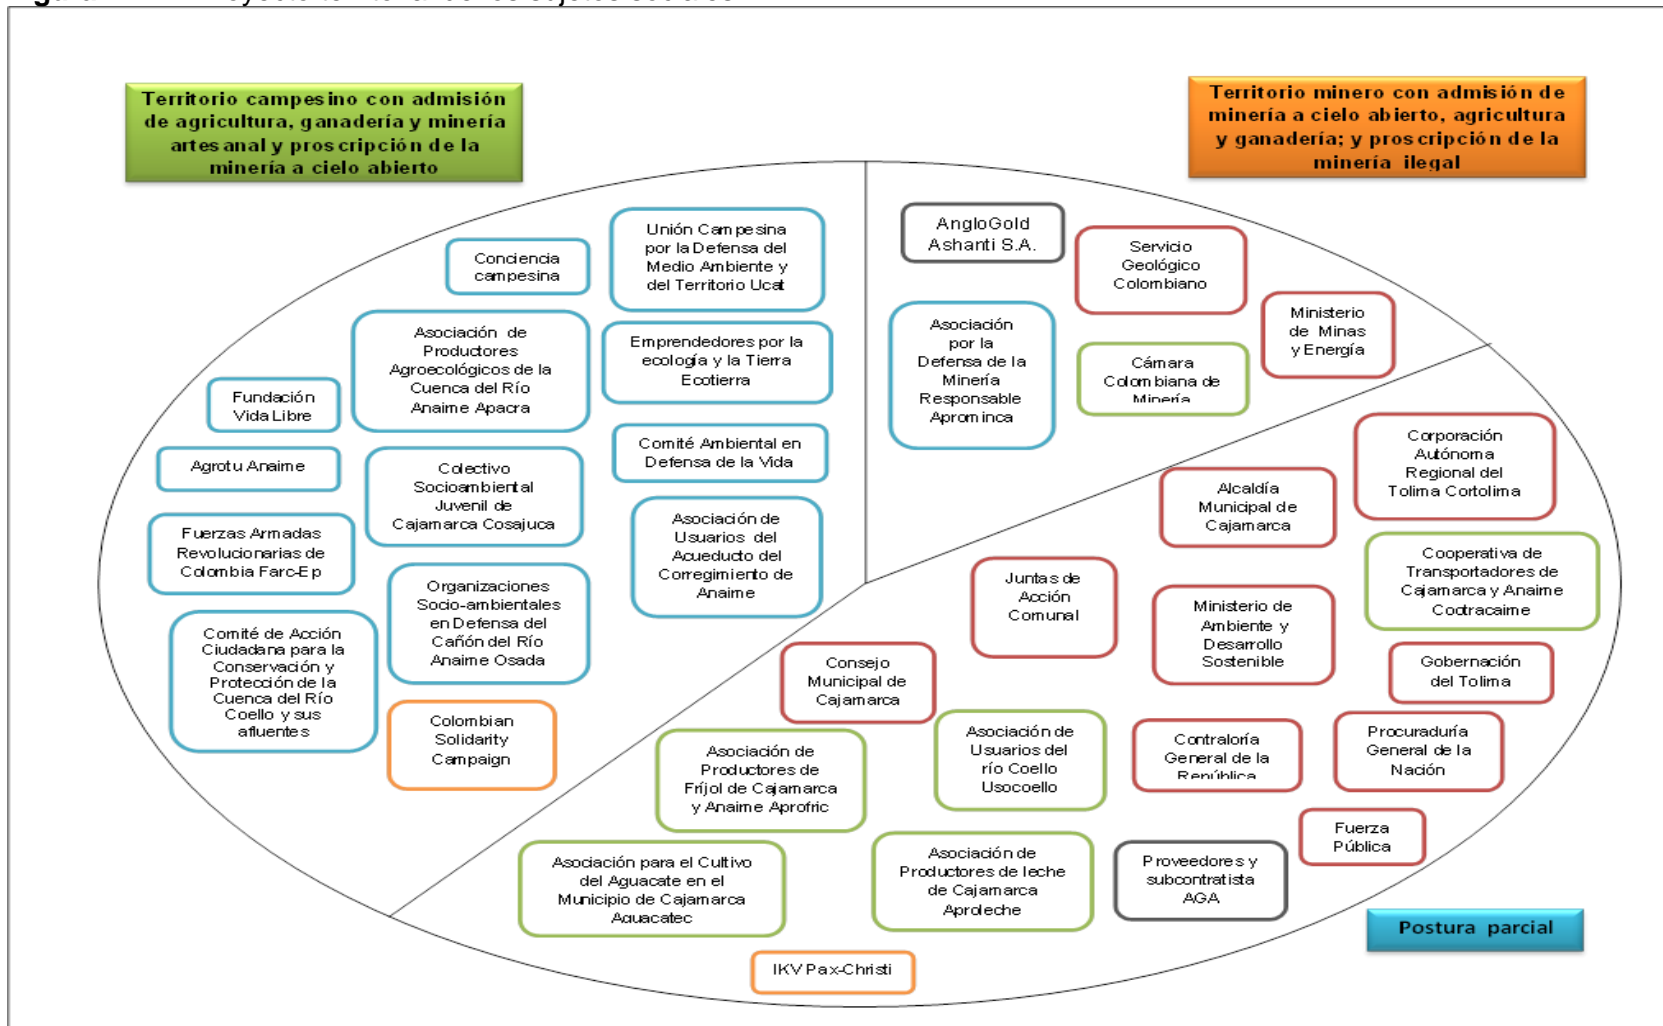 Territorio campesino con admisión
de agricultura, ganadería y minería
artesanal y proscripción de la
minería a cielo abierto
Territorio minero con admisión de
minería a cielo abierto, agricultura
y ganadería; y proscripción de la
minería ilegal
Conciencia
campesina
Unión Campesina
por la Defensa del
Medio Ambiente y
del Territorio Ucat
Asociación de
Productores
Agroecológicos de la
Cuenca del Río
Anaime Apacra
Emprendedores por la
ecología y la Tierra
Ecotierra
Fundación
Vida Libre
Agrotu Anaime
Colectivo
Socioambiental
Juvenil de
Cajamarca Cosajuca
Comité Ambiental en
Defensa de la Vida
Fuerzas Armadas
Revolucionarias de
Colombia Farc-Ep
Asociación de
Usuarios del
Acueducto del
Corregimiento de
Anaime
Organizaciones
Socio-ambientales
en Defensa del
Cañón del Río
Anaime Osada
Comité de Acción
Ciudadana para la
Conservación y
Protección de la
Cuenca del Río
Coello y sus
afluentes
Colombian
Solidarity
Campaign
AngloGold
Ashanti S.A.
Servicio
Geológico
Colombiano
Ministerio
de Minas
y Energía
Asociación
por la
Defensa de la
Minería
Responsable
Aprominca
Cámara
Colombiana de
Minería
Corporación
Autónoma
Regional del
Tolima Cortolima
Alcaldía
Municipal de
Cajamarca
Cooperativa de
Transportadores de
Cajamarca y Anaime
Cootracaime
Juntas de
Acción
Comunal
Ministerio de
Ambiente y
Desarrollo
Sostenible
Gobernación
del Tolima
Consejo
Municipal de
Cajamarca
Asociación de
Usuarios del
río Coello
Usocoello
Contraloría
General de la
República
Procuraduría
General de la
Nación
Asociación de
Productores de
Fríjol de Cajamarca
y Anaime Aprofric
Fuerza
Pública
Asociación para el Cultivo
del Aguacate en el
Municipio de Cajamarca
Aguacatec
Asociación de
Productores de leche
de Cajamarca
Aproleche
Proveedores y
subcontratista
AGA
Postura parcial
IKV Pax-Christi